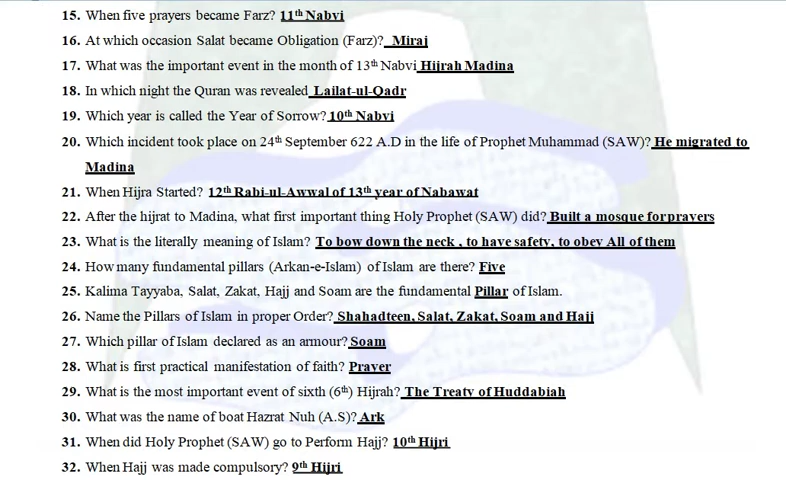 15. When five prayers became Farz? 11th Nabvi
16. At which occasion Salat became Obligation (Farz)? Miraj
17. What was the important event in the month of 13th Nabvi Hijrah Madina
18. In which night the Quran was revealed Lailat-ul-Qadr
19. Which year is called the Year of Sorrow? 10th Nabvi
20. Which incident took place on 24th September 622 A.D in the life of Prophet Muhammad (SAW)? He migrated to
Madina
21. When Hijra Started? 12th Rabi-ul-Awwal of 13th year of Nabawat
22. After the hijrat to Madina, what first important thing Holy Prophet (SAW) did? Built a mosque for prayers
23. What is the literally meaning of Islam? To bow down the neck , to have safety, to obey All of them
24. How many fundamental pillars (Arkan-e-Islam) of Islam are there? Five
25. Kalima Tayyaba, Salat, Zakat, Hajj and Soam are the fundamental Pillar of Islam.
26. Name the Pillars of Islam in proper Order? Shahadteen, Salat, Zakat, Soam and Hajj
27. Which pillar of Islam declared as an armour? Soam
28. What is first practical manifestation of faith? Prayer
29. What is the most important event of sixth (6th) Hijrah? The Treaty of Huddabiah
30. What was the name of boat Hazrat Nuh (A.S)? Ark
31. When did Holy Prophet (SAW) go to Perform Hajj? 10th Hijri
32. When Hajj was made compulsory? 9th Hijri